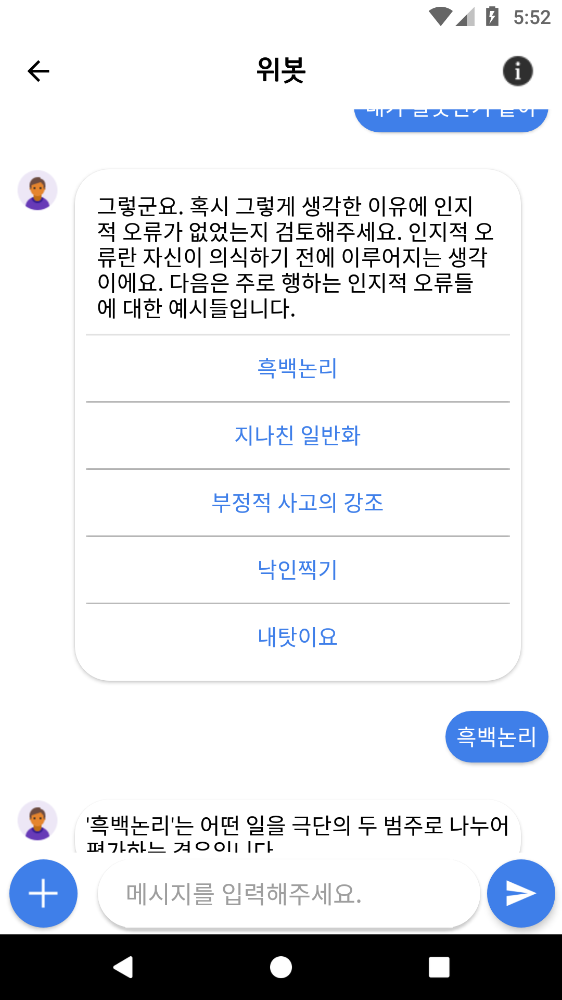 5:52
위봇
그렇군요. 혹시 그렇게 생각한 이유에 인지
적 오류가 없었는지 검토해주세요. 인지적 오
류란 자신이 의식하기 전에 이루어지는 생각
이에요. 다음은 주로 행하는 인지적 오류들
에 대한 예시들입니다.
흑백논리
지나친 일반화
부정적 사고의 강조
낙인찍기
내탓이요
흑백논리
'흑백논리'는 어떤 일을 극단의 두 범주로 나누어
평가하는 경우입니다
메시지를 입력해주세요.